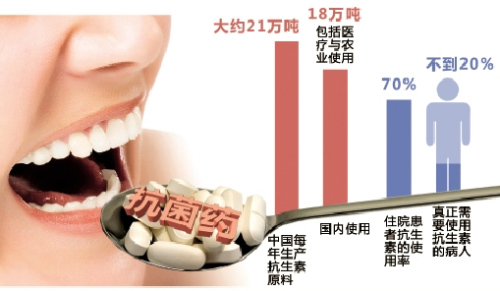 大约21万吨
18万吨
包括医
疗与农
业使用
70%
不到20%
抗菌药
中国每
年生产
抗生素
原料
国内使用
住院患
者抗生
素的使
用率
真正需
要使用
抗生素
的病人